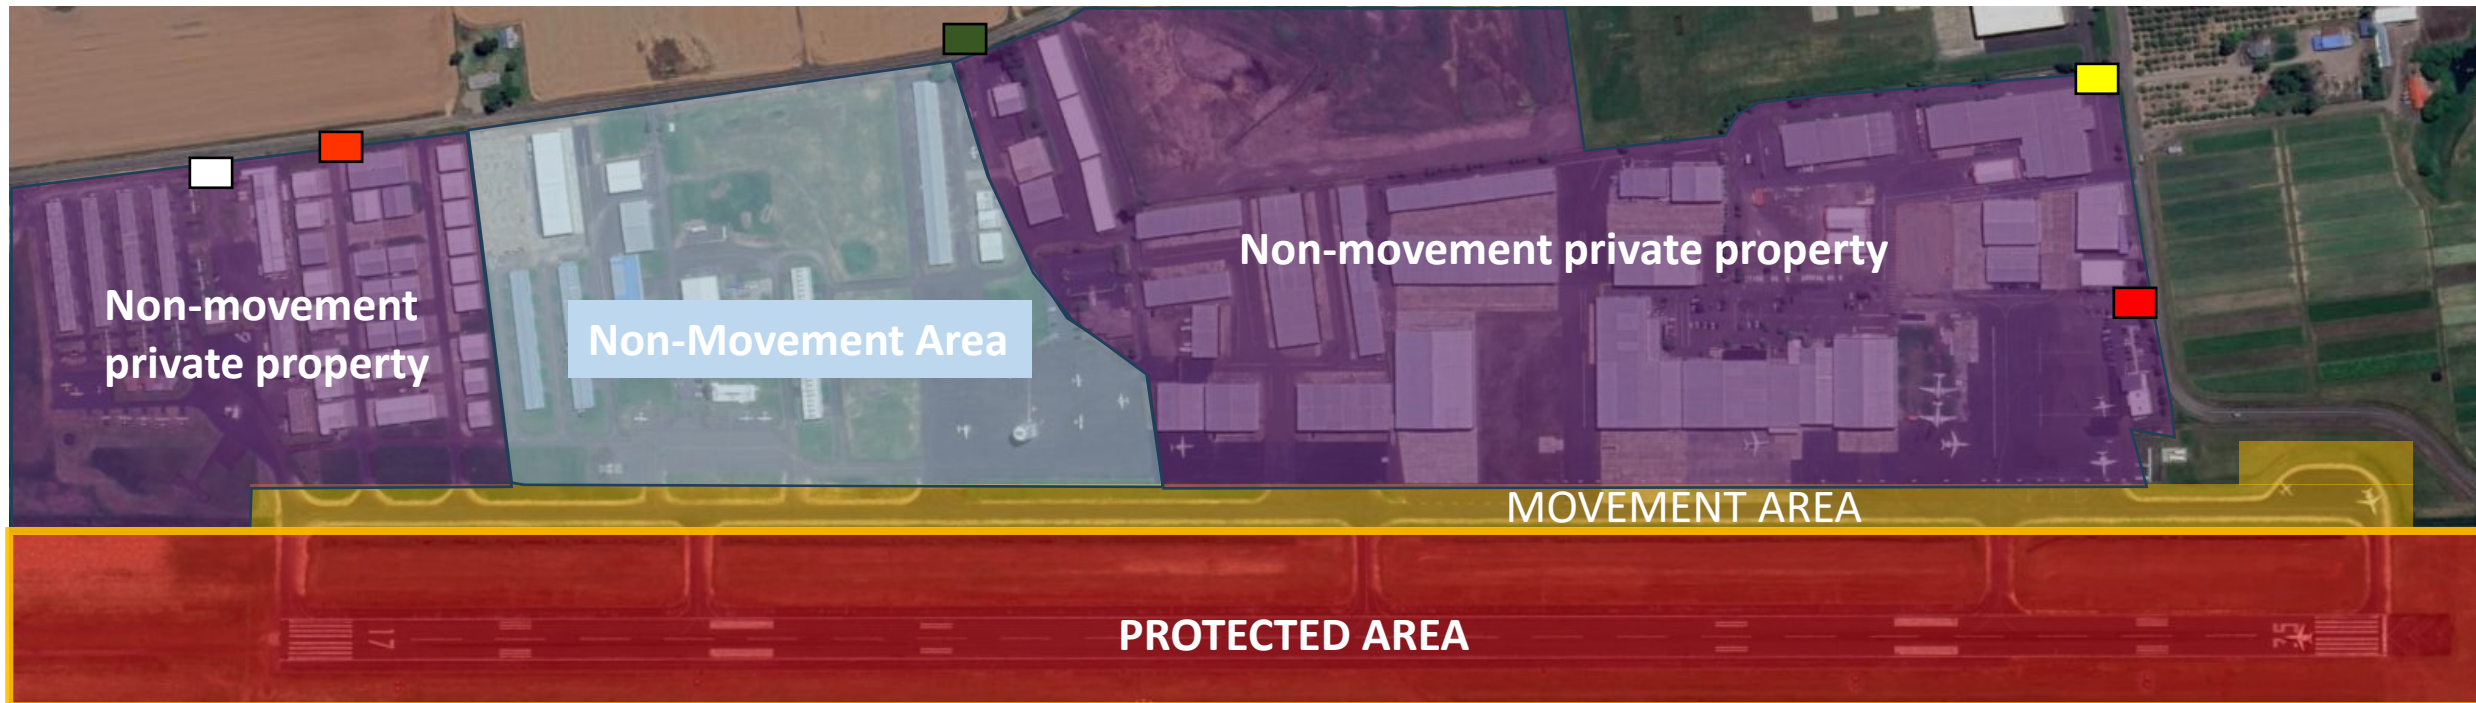 Non-movement private property
Non-movement
private property
Non-Movement Area
MOVEMENT AREA
PROTECTED AREA
17
35